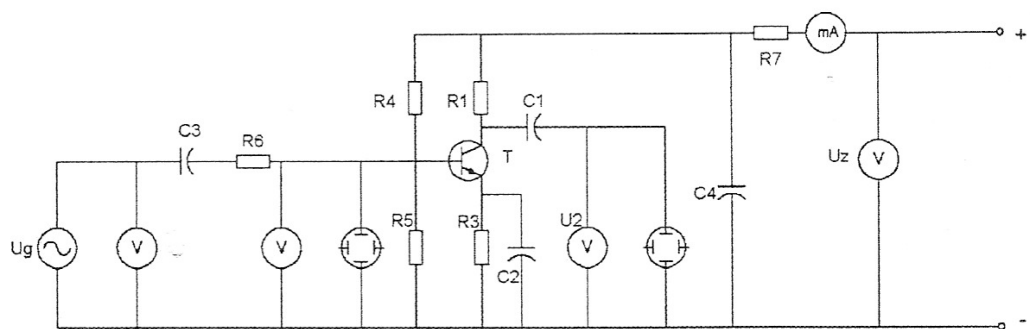 mA
+
R7
R4
R1
C1
C3
R6
T
Uz
V
C4
R5
R3
U2
Ug
V
V
V
C2
-